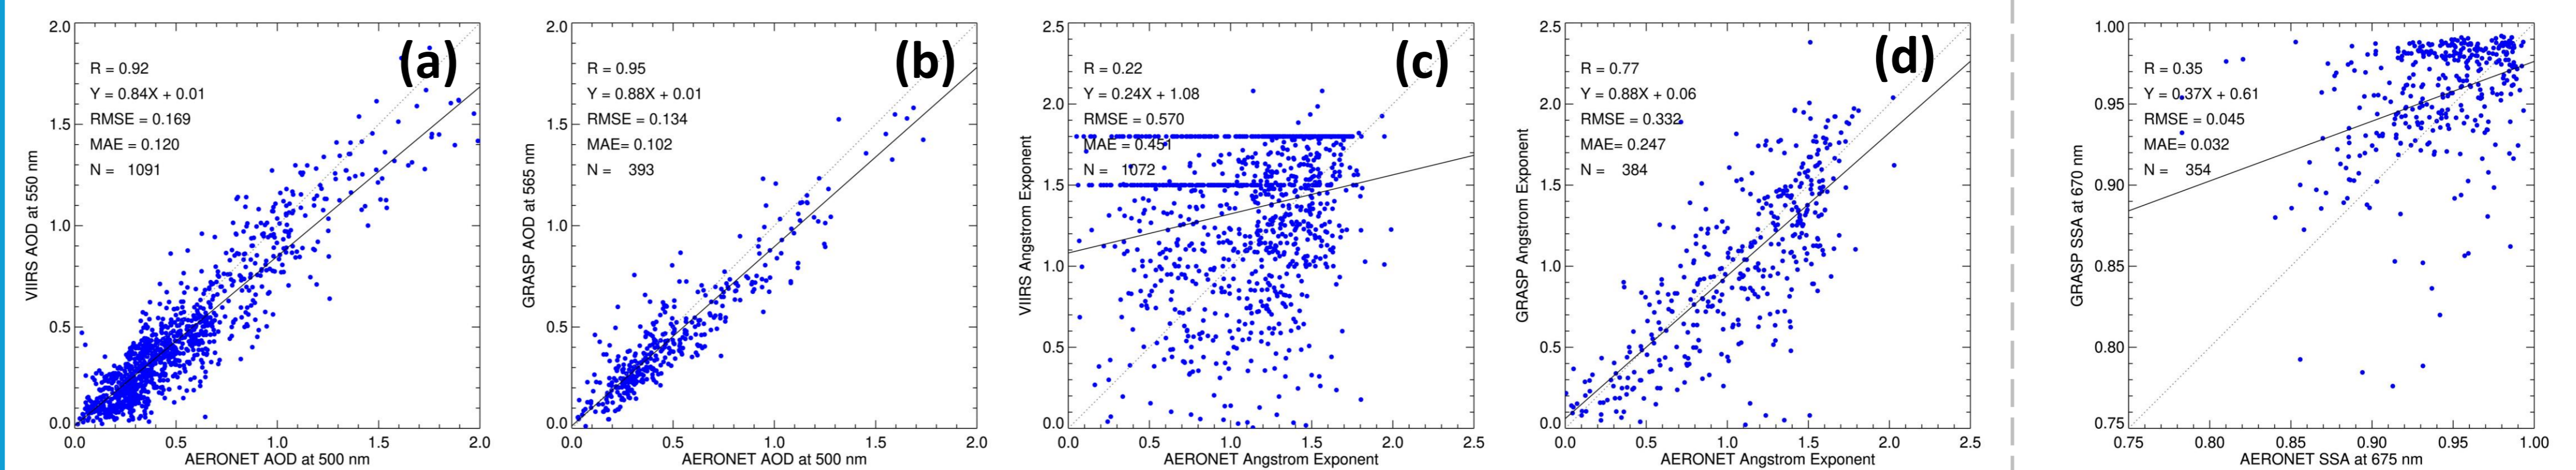 (a)
R = 0.92
Y = 0.84X + 0.01
RMSE = 0.169
MAE = 0.120
N = 1091
VIIRS AOD at 550 nm
2.0
1.5
1.0
0.5
0.0
0.0 0.5 1.0 1.5 2.0
AERONET AOD at 500 nm
(b)
R = 0.95
Y = 0.88X + 0.01
RMSE = 0.134
MAE= 0.102
N = 393
GRASP AOD at 565 nm
2.0
1.5
1.0
0.5
0.0
0.0 0.5 1.0 1.5 2.0
AERONET AOD at 500 nm
(c)
R = 0.22
Y = 0.24X + 1.08
RMSE = 0.570
MAE = 0.451
N = 1072
VIIRS Angstrom Exponent
2.5
2.0
1.5
1.0
0.5
0.0
0.0 0.5 1.0 1.5 2.0 2.5
AERONET Angstrom Exponent
(d)
R = 0.77
Y = 0.88X + 0.06
RMSE = 0.332
MAE= 0.247
N = 384
GRASP Angstrom Exponent
2.5
2.0
1.5
1.0
0.5
0.0
0.0 0.5 1.0 1.5 2.0 2.5
AERONET Angstrom Exponent
R = 0.35
Y = 0.37X + 0.61
RMSE = 0.045
MAE= 0.032
N = 354
GRASP SSA at 670 nm
1.00
0.95
0.90
0.85
0.80
0.75
0.75 0.80 0.85 0.90 0.95 1.00
AERONET SSA at 675 nm